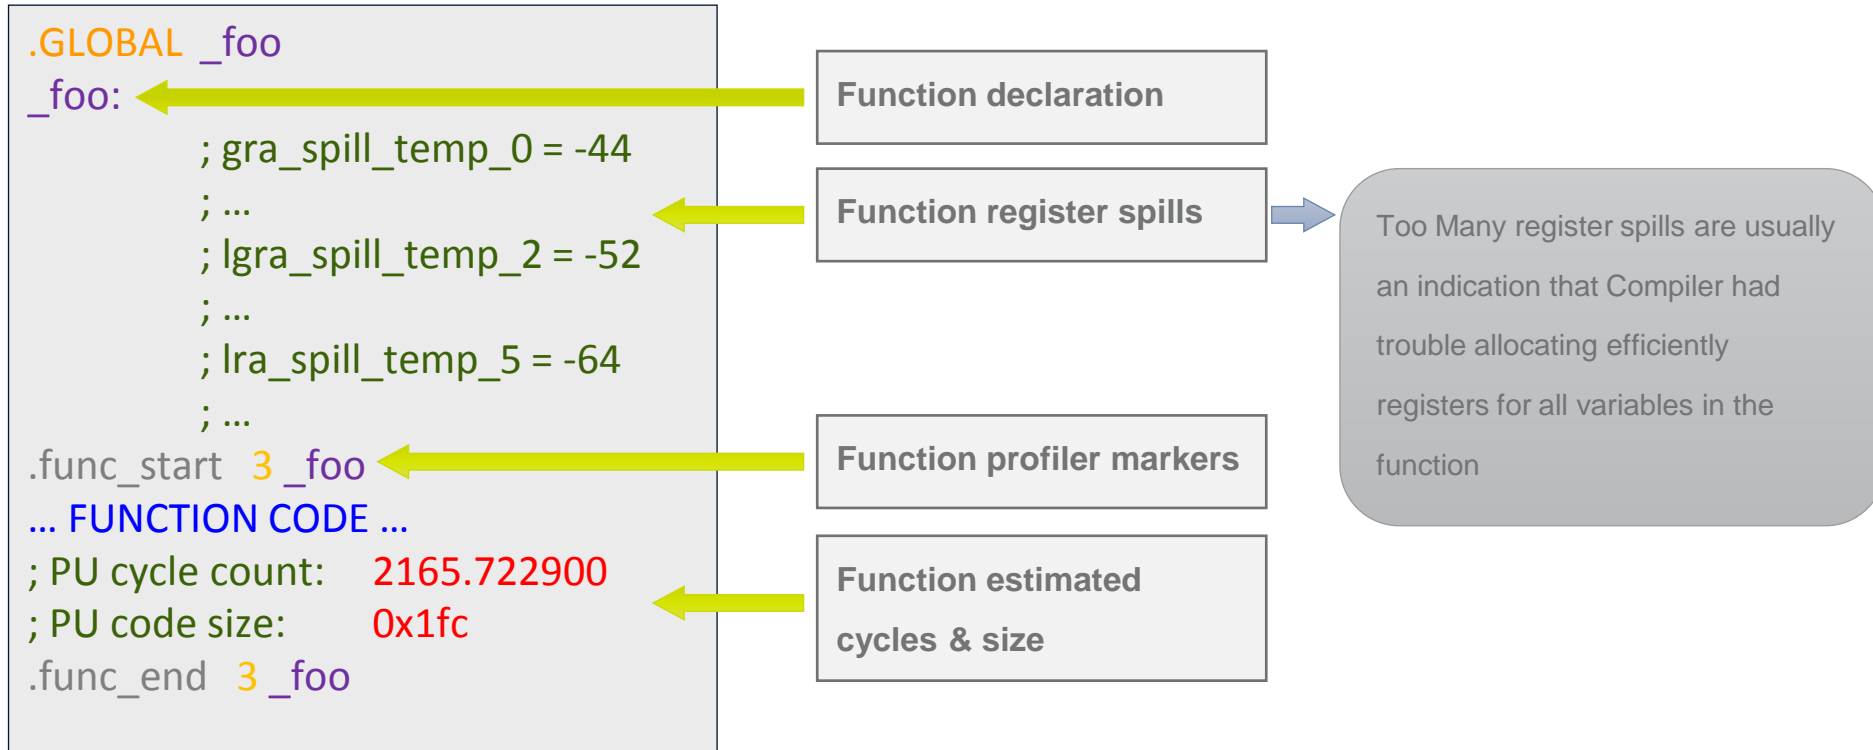 .GLOBAL _foo
_foo:
; gra_spill_temp_0 = -44
; ...
; lgra_spill_temp_2 = -52
; ...
; lra_spill_temp_5 = -64
; ...
.func_start 3 _foo
... FUNCTION CODE ...
; PU cycle count: 2165.722900
; PU code size: 0x1fc
.func_end 3 _foo
Function declaration
Function register spills
Function profiler markers
Function estimated
cycles & size
Too Many register spills are usually
an indication that Compiler had
trouble allocating efficiently
registers for all variables in the
function